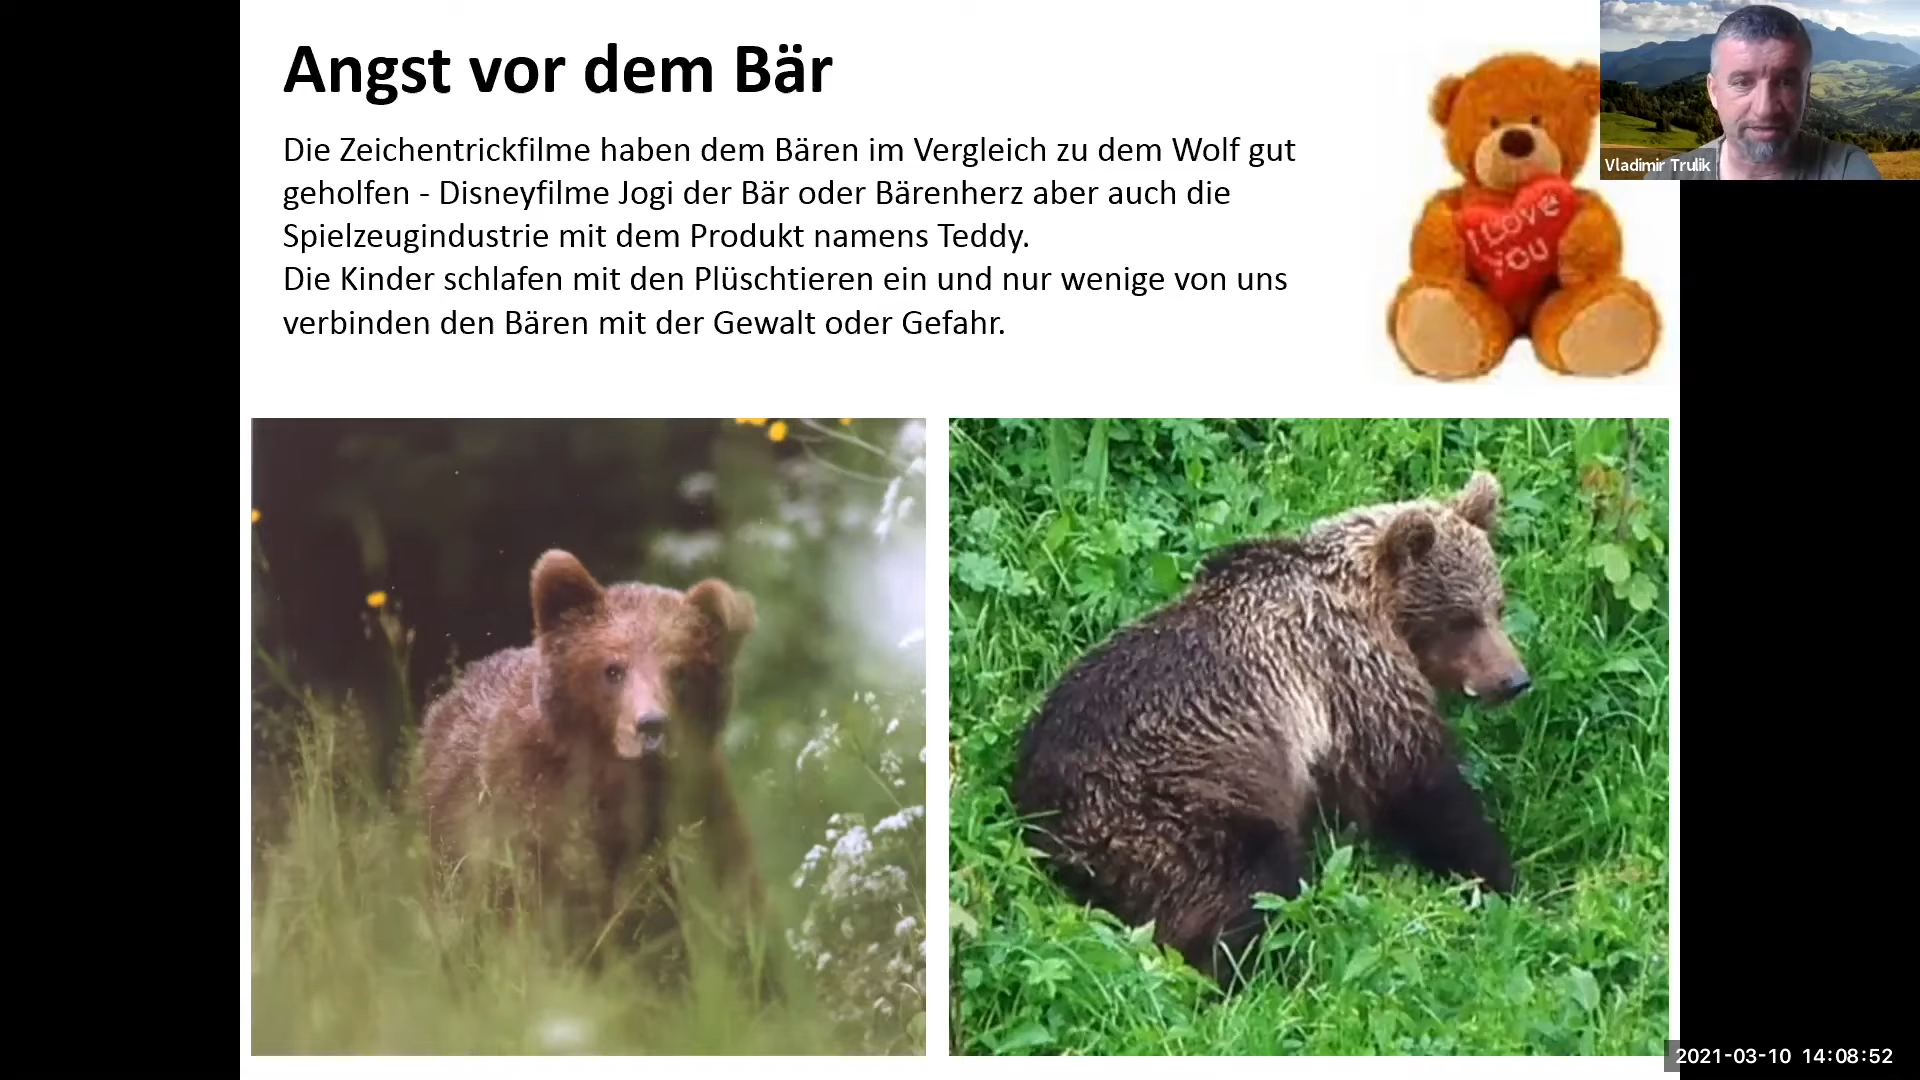 Angst vor dem Bär
Die Zeichentrickfilme haben dem Bären im Vergleich zu dem Wolf gut
geholfen - Disneyfilme Jogi der Bär oder Bärenherz aber auch die
Spielzeugindustrie mit dem Produkt namens Teddy.
Die Kinder schlafen mit den Plüschtieren ein und nur wenige von uns
verbinden den Bären mit der Gewalt oder Gefahr.
I LOVE
YOU
Vladimir Trulik
2021-03-10 14:08:52